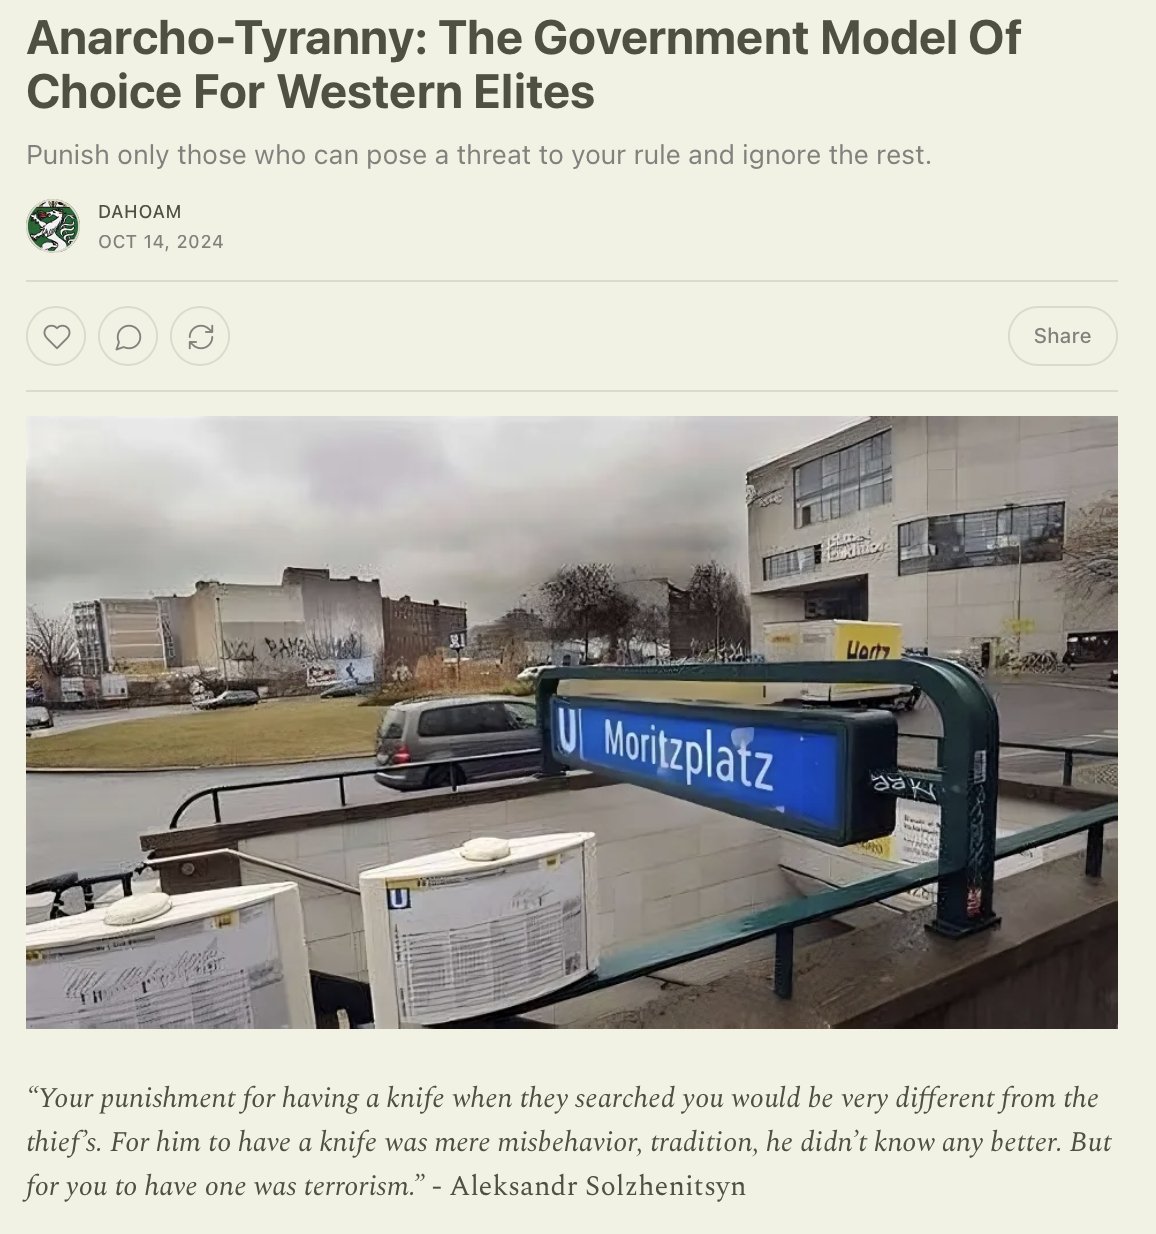 Anarcho-Tyranny: The Government Model Of
Choice For Western Elites
Punish only those who can pose a threat to your rule and ignore the rest.
DAHOAM
OCT 14, 2024
Share
Hertz
U Moritzplatz
U
“Your punishment for having a knife when they searched you would be very different from the
thief’s. For him to have a knife was mere misbehavior, tradition, he didn’t know any better. But
for you to have one was terrorism.” - Aleksandr Solzhenitsyn